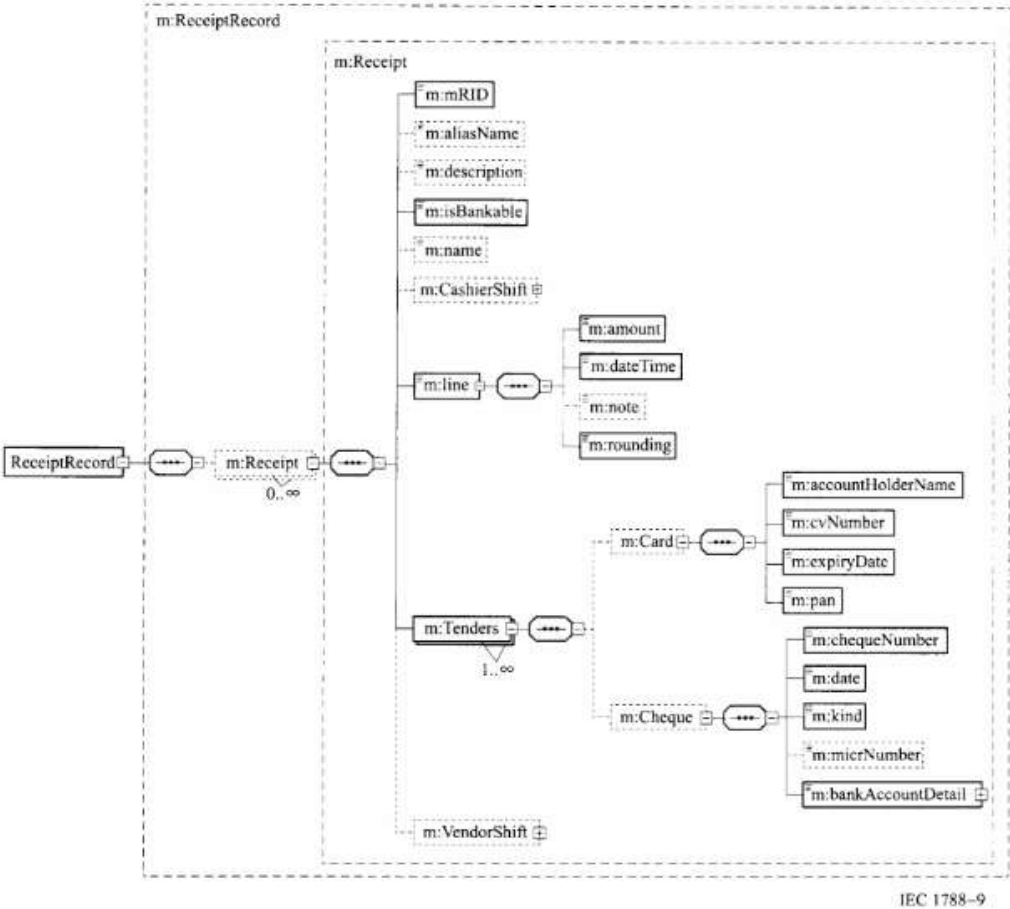 m:ReceiptRecord
m:Receipt
m:mRID
m:aliasName
m:description
m:isBankable
m:name
m:CashierShift
m:amount
m:dateTime
m:line
m:note
m:rounding
ReceiptRecord
m:Receipt
0..∞
m:accountHolderName
m:cvNumber
m:Card
m:expiryDate
m:pan
m:Tenders
1..∞
m:chequeNumber
m:date
m:Cheque
m:kind
m:micrNumber
m:bankAccountDetail
m:VendorShift
IEC 1788-9